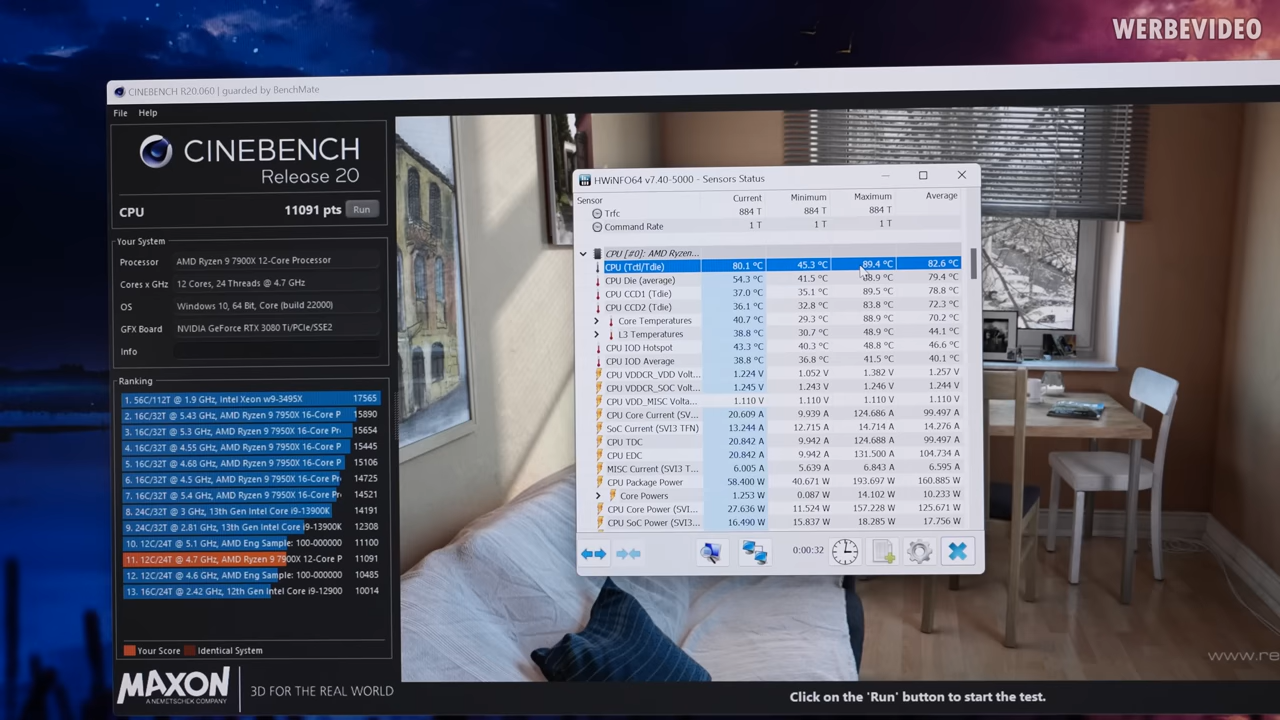 WERBEVIDEO
CINEBENCH R20.060 | guarded by BenchMate
File Help
CINEBENCH
Release 20
CPU 11091 pts Run
Your System
Processor AMD Ryzen 9 7900X 12-Core Processor
Cores x GHz 12 Cores, 24 Threads @ 4.7 GHz
OS Windows 10, 64 Bit, Core (build 22000)
GFX Board NVIDIA GeForce RTX 3080 Ti/PCIe/SSE2
Info
Ranking
1. 56C/112T @ 1.9 GHz, Intel Xeon w9-3495X 17565
2. 16C/32T @ 5.43 GHz, AMD Ryzen 9 7950X 16-Core P 15890
3. 16C/32T @ 5.3 GHz, AMD Ryzen 9 7950X 16-Core Pr 15654
4. 16C/32T @ 4.55 GHz, AMD Ryzen 9 7950X 16-Core P 15445
5. 16C/32T @ 4.68 GHz, AMD Ryzen 9 7950X 16-Core P 15106
6. 16C/32T @ 4.5 GHz, AMD Ryzen 9 7950X 16-Core Pr 14725
7. 16C/32T @ 5.4 GHz, AMD Ryzen 9 7950X 16-Core Pr 14521
8. 24C/32T @ 3 GHz, 13th Gen Intel Core i9-13900K 14191
9. 24C/32T @ 2.81 GHz, 13th Gen Intel Core i9-13900K 12308
10. 12C/24T @ 5.1 GHz, AMD Eng Sample: 100-000000 11100
11. 12C/24T @ 4.7 GHz, AMD Ryzen 9 7900X 12-Core P 11091
12. 12C/24T @ 4.6 GHz, AMD Eng Sample: 100-000000 10485
13. 16C/24T @ 2.42 GHz, 12th Gen Intel Core i9-12900 10014
Your Score Identical System
MAXON
A NEMETSCHEK COMPANY
3D FOR THE REAL WORLD
HWiNFO64 v7.40-5000 - Sensors Status
Sensor Current Minimum Maximum Average
Trfc 884 T 884 T 884 T
Command Rate 1 T 1 T 1 T
CPU [#0]: AMD Ryzen...
CPU (Tctl/Tdie) 80.1 °C 45.3 °C 89.4 °C 82.6 °C
CPU Die (average) 54.3 °C 41.5 °C 88.9 °C 79.4 °C
CPU CCD1 (Tdie) 37.0 °C 35.1 °C 89.5 °C 78.8 °C
CPU CCD2 (Tdie) 36.1 °C 32.8 °C 83.8 °C 72.3 °C
Core Temperatures 40.7 °C 29.3 °C 88.9 °C 70.2 °C
L3 Temperatures 38.8 °C 30.7 °C 48.9 °C 44.1 °C
CPU IOD Hotspot 43.3 °C 40.3 °C 48.8 °C 46.6 °C
CPU IOD Average 38.8 °C 36.8 °C 41.5 °C 40.1 °C
CPU VDDCR_VDD Volt... 1.224 V 1.052 V 1.382 V 1.257 V
CPU VDDCR_SOC Volt... 1.245 V 1.243 V 1.246 V 1.244 V
CPU VDD_MISC Volta... 1.110 V 1.110 V 1.110 V 1.110 V
CPU Core Current (SV... 20.609 A 9.939 A 124.686 A 99.497 A
SoC Current (SVI3 TFN) 13.244 A 12.715 A 14.714 A 14.276 A
CPU TDC 20.842 A 9.942 A 124.688 A 99.497 A
CPU EDC 20.842 A 9.942 A 131.500 A 104.734 A
MISC Current (SVI3 T... 6.005 A 5.639 A 6.843 A 6.595 A
CPU Package Power 58.400 W 40.671 W 193.697 W 160.885 W
Core Powers 1.253 W 0.087 W 14.102 W 10.233 W
CPU Core Power (SVI3... 27.636 W 11.524 W 157.228 W 125.671 W
CPU SoC Power (SVI3... 16.490 W 15.837 W 18.285 W 17.756 W
0:00:32
www.re
Click on the 'Run' button to start the test.